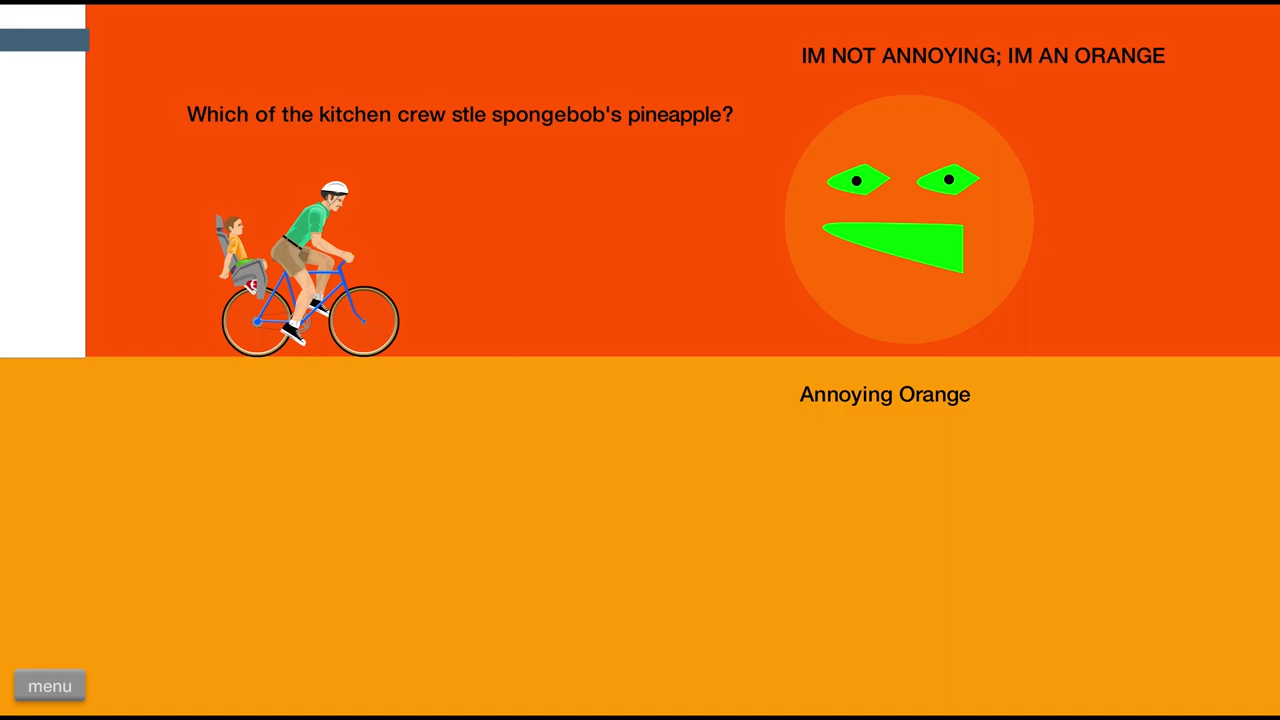 IM NOT ANNOYING; IM AN ORANGE
Which of the kitchen crew stle spongebob's pineapple?
Annoying Orange
menu